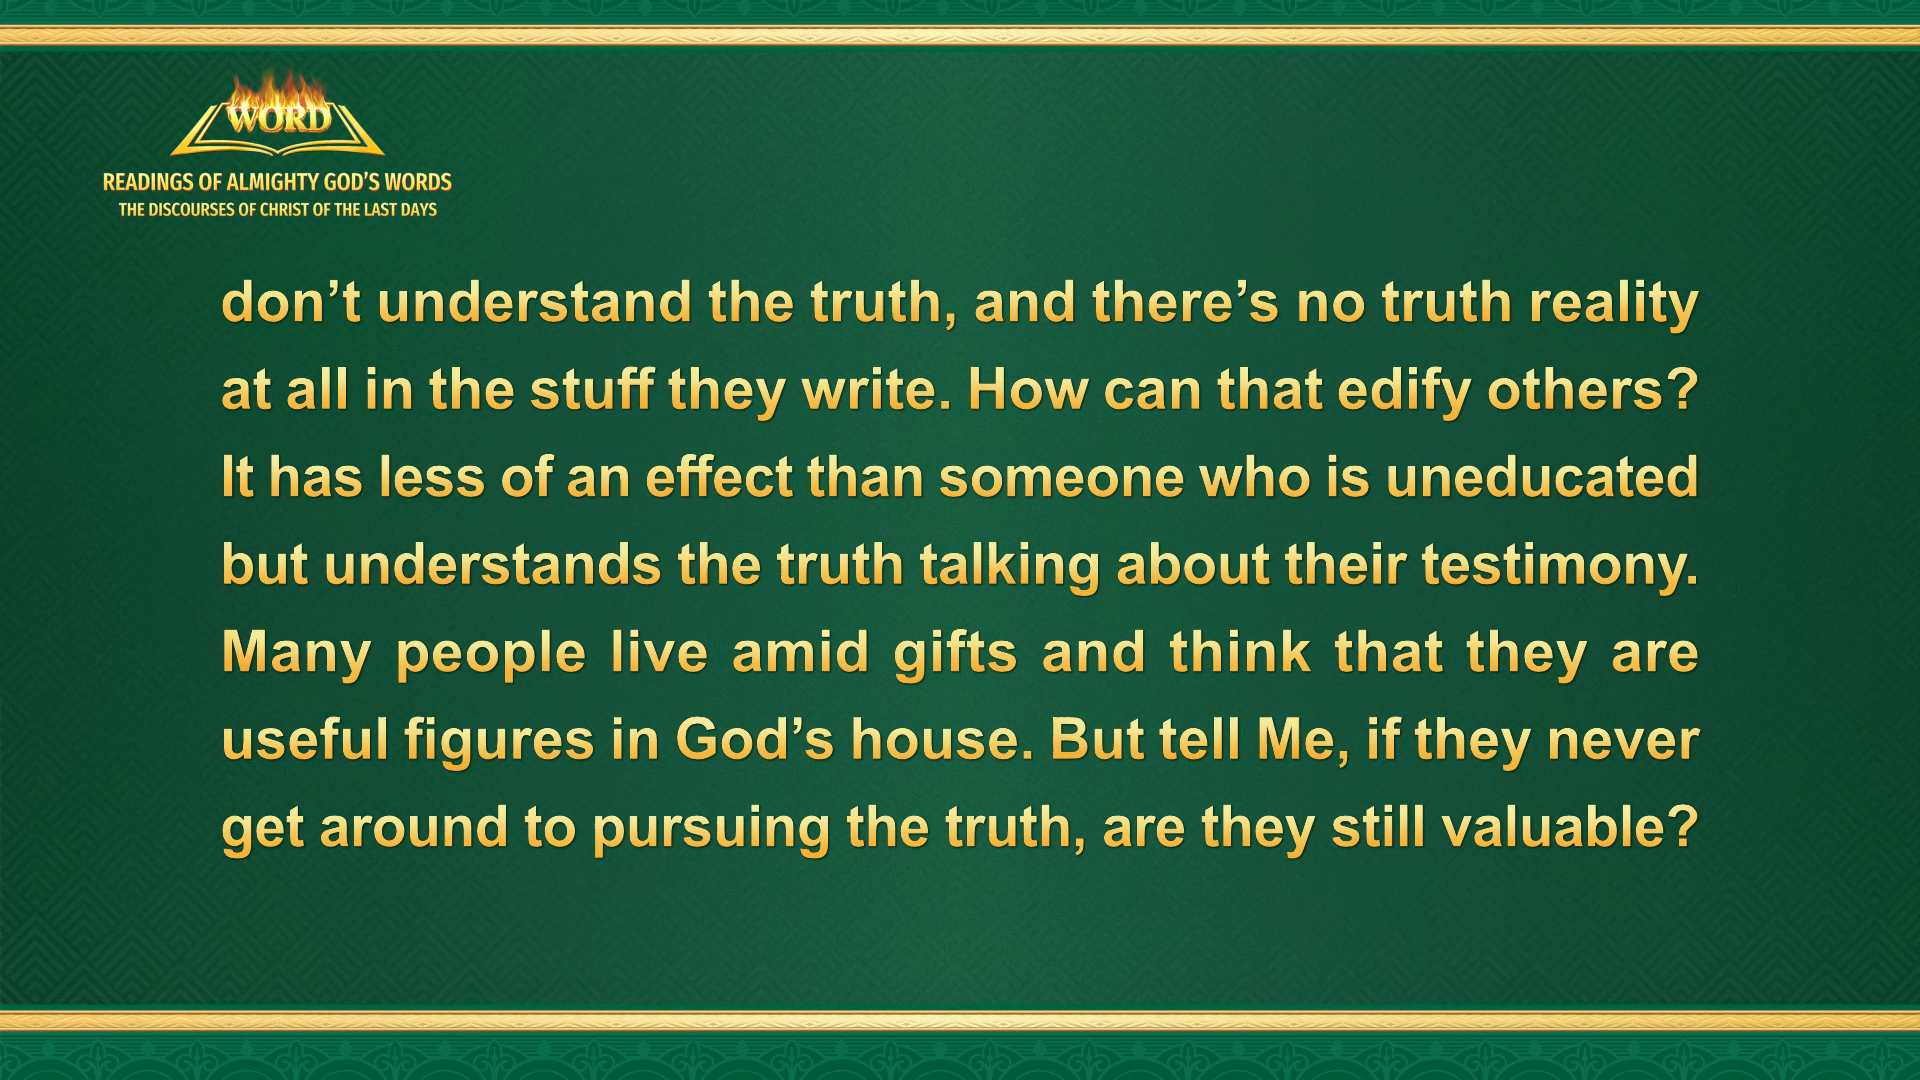 WORD
READINGS OF ALMIGHTY GOD’S WORDS
THE DISCOURSES OF CHRIST OF THE LAST DAYS
don’t understand the truth, and there’s no truth reality
at all in the stuff they write. How can that edify others?
It has less of an effect than someone who is uneducated
but understands the truth talking about their testimony.
Many people live amid gifts and think that they are
useful figures in God’s house. But tell Me, if they never
get around to pursuing the truth, are they still valuable?